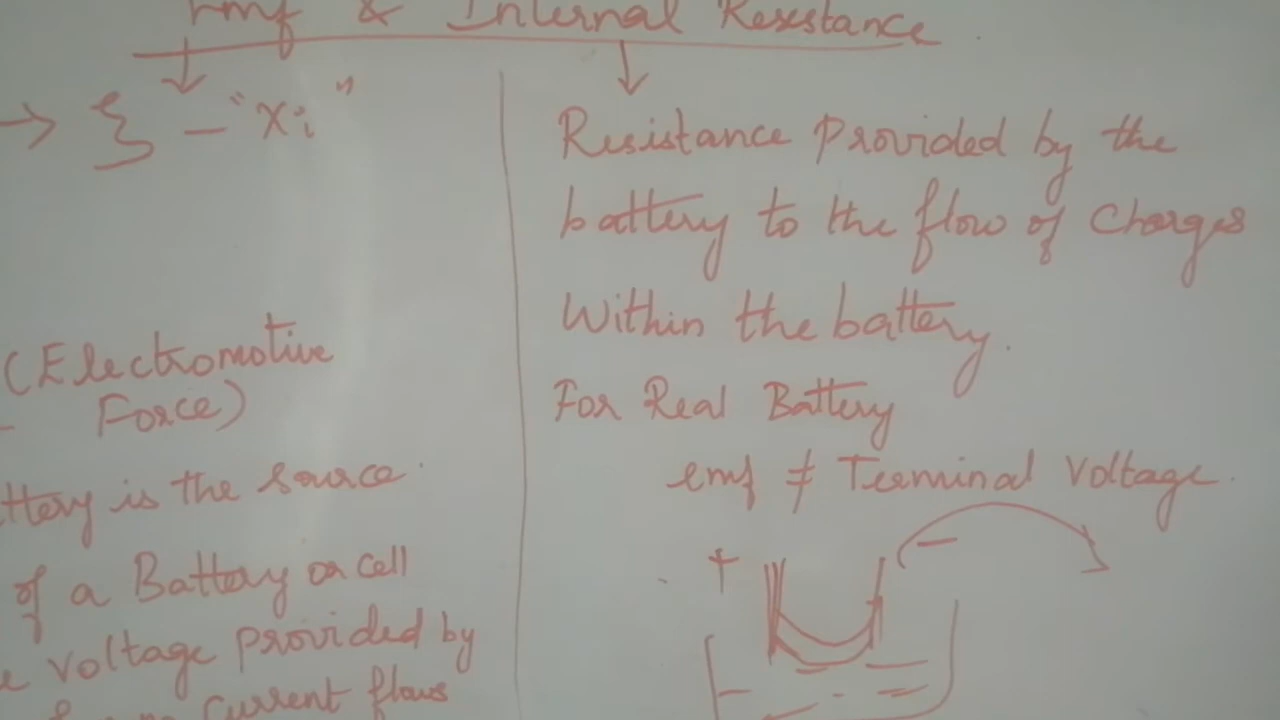 Emf & Internal Resistance
→ } - "Xi"
(Electromotive
Force)
is the source
of a Battery or cell
voltage provided by
current flows
Resistance Provided by the
battery to the flow of Charges
Within the battery.
For Real Battery
emf ≠ Terminal Voltage.
+ -